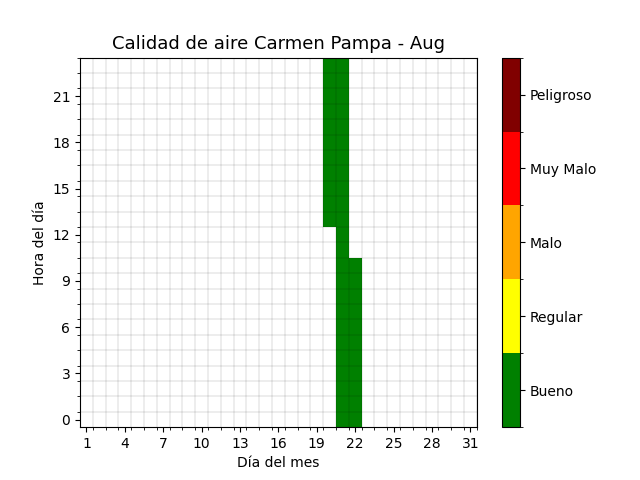 Calidad de aire Carmen Pampa - Aug
21
18
15
12
9
6
3
0
Hora del día
1 4 7 10 13 16 19 22 25 28 31
Día del mes
Peligroso
Muy Malo
Malo
Regular
Bueno